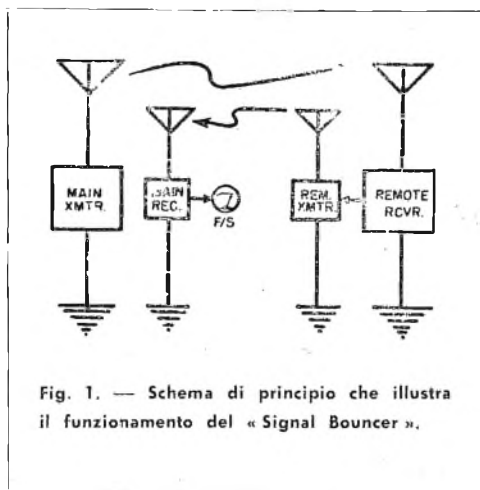 MAIN
XMTR.
MAIN
REC.
F/S
REM.
XMTR.
REMOTE
RCVR.
Fig. 1. — Schema di principio che illustra
il funzionamento del « Signal Bouncer ».